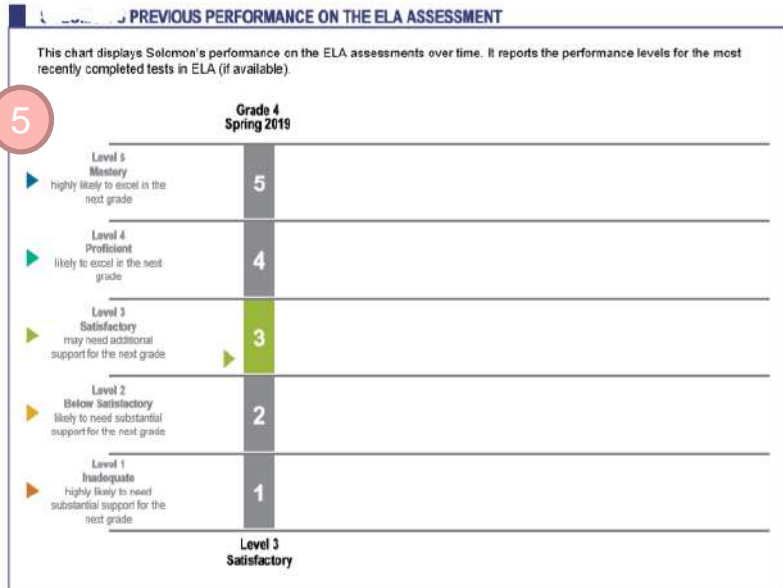 PREVIOUS PERFORMANCE ON THE ELA ASSESSMENT
This chart displays Solomon's performance on the ELA assessments over time. It reports the performance levels for the most
recently completed tests in ELA (if available).
5
Grade 4
Spring 2019
Level 5
Mastery
highly likely to excel in the
next grade
5
Level 4
Proficient
likely to excel in the next
grade
4
Level 3
Satisfactory
may need additional
support for the next grade
3
Level 2
Below Satisfactory
likely to need substantial
support for the next grade
2
Level 1
Inadequate
highly likely to need
substantial support for the
next grade
1
Level 3
Satisfactory